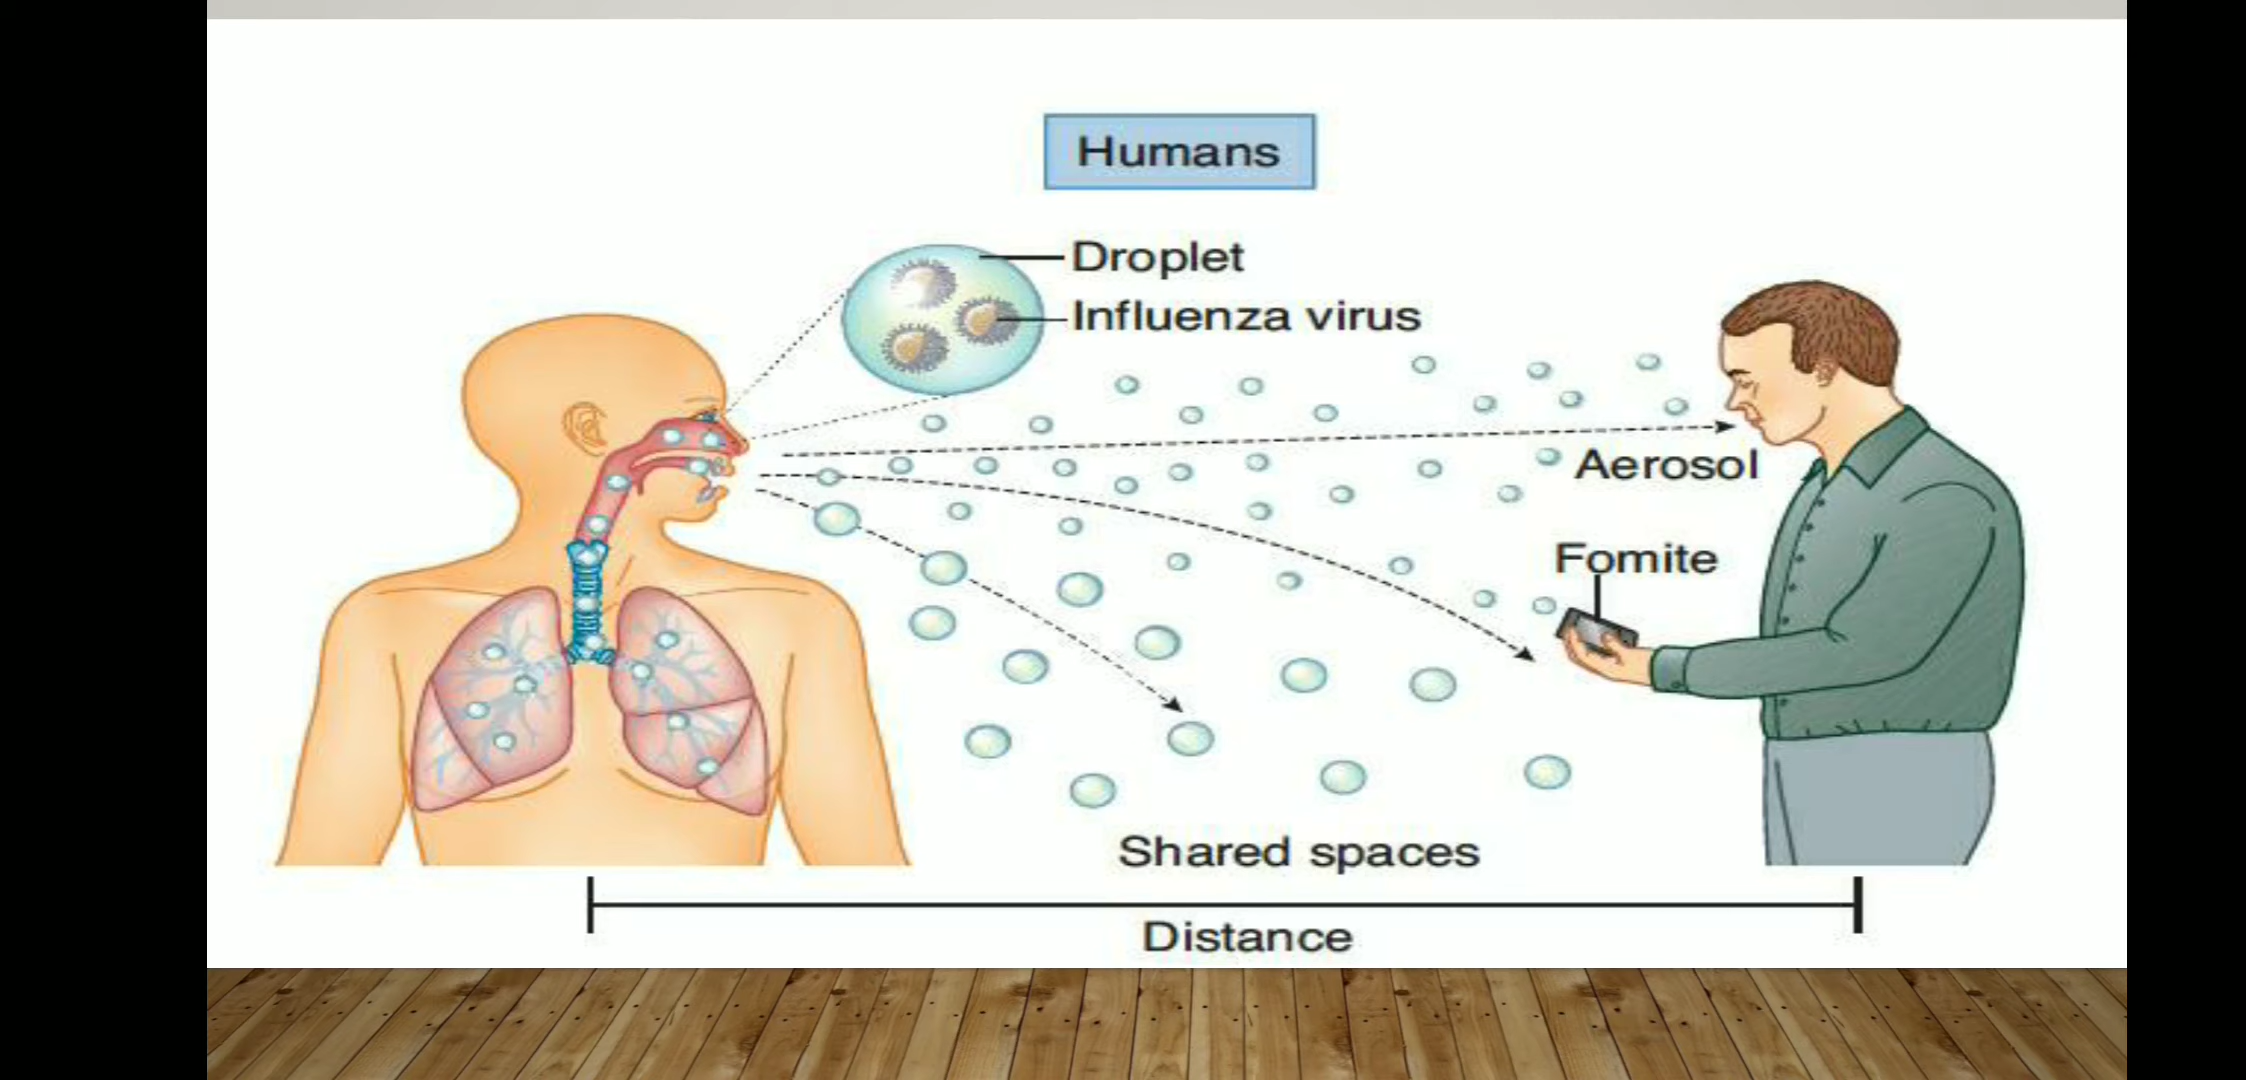 Humans
Droplet
Influenza virus
Aerosol
Fomite
Shared spaces
Distance